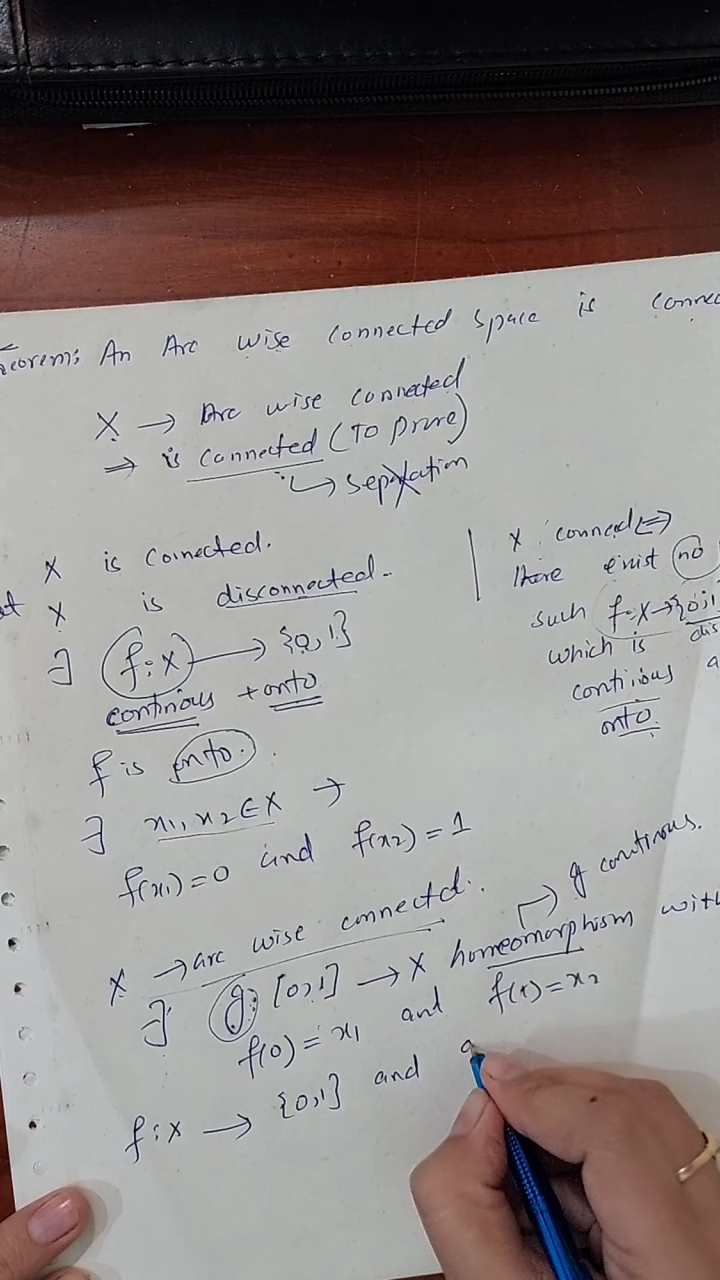 eorem: An Arc wise connected space is connec
X → Arc wise connected
⇒ is connected (To prove)
↳ separation
X is connected.
X is disconnected.
∃ f: X → {0,1}
continous + onto
f is onto.
∃ x1, x2 ∈ X →
f(x1) = 0 and f(x2) = 1
X: conned ⇔
there exist no
such f: X → {0,1
dis
which is
continous a
onto.
X → arc wise connectd.
→ g continous.
∃ g: [0,1] → X homeomorphism with
f(0) = x1 and f(1) = x2
f: X → {0,1} and